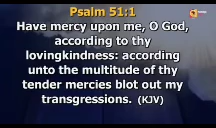 Psalm 51:1
Have mercy upon me, O God,
according to thy
lovingkindness: according
unto the multitude of thy
tender mercies blot out my
transgressions. (KJV)